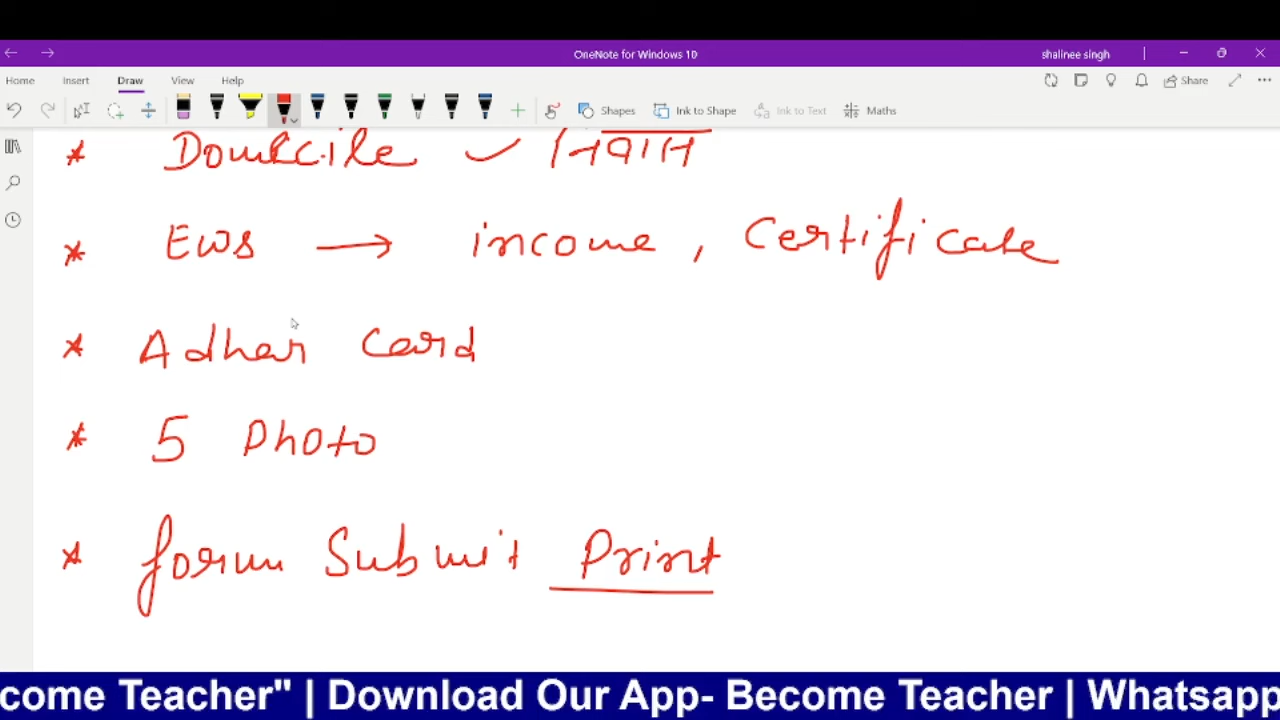 OneNote for Windows 10
shalinee singh
Home Insert Draw View Help
Share
Shapes Ink to Shape Ink to Text Maths
* Domicile ✓ निवास
* EWS → income, Certificate
* Adhar Card
* 5 Photo
* form Submit Print
come Teacher" | Download Our App- Become Teacher | Whatsapp